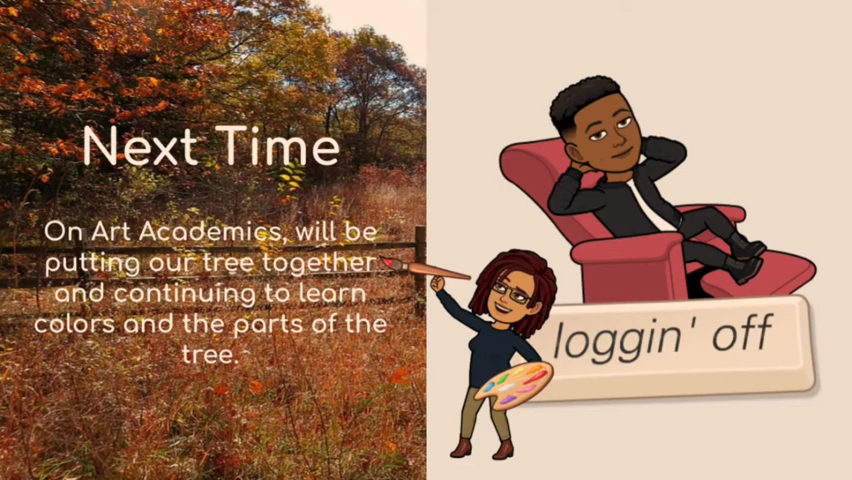 Next Time
On Art Academics, will be
putting our tree together
and continuing to learn
colors and the parts of the
tree.
loggin' off